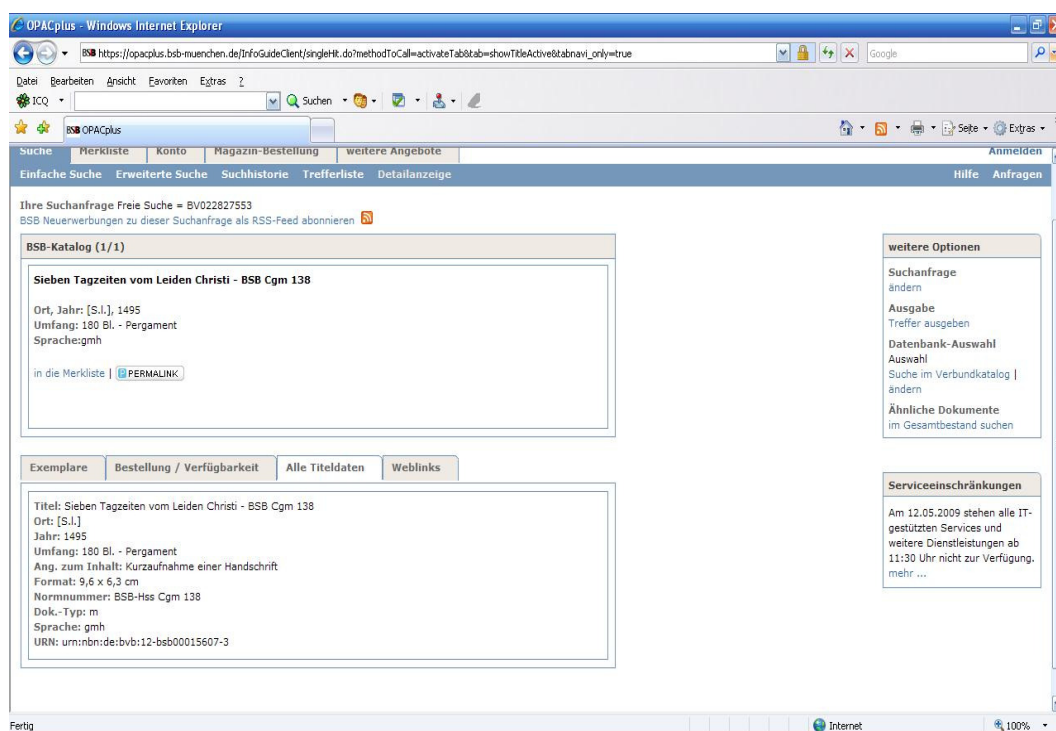 OPACplus - Windows Internet Explorer
BSB https://opacplus.bsb-muenchen.de/InfoGuideClient/singleHit.do?methodToCall=activateTab&tab=showTitleActive&tabnavi_only=true
Google
Datei Bearbeiten Ansicht Favoriten Extras ?
ICQ Suchen
BSB OPACplus
Seite Extras
Suche Merkliste Konto Magazin-Bestellung weitere Angebote Anmelden
Einfache Suche Erweiterte Suche Suchhistorie Trefferliste Detailanzeige Hilfe Anfragen
Ihre Suchanfrage Freie Suche = BV022827553
BSB Neuerwerbungen zu dieser Suchanfrage als RSS-Feed abonnieren
BSB-Katalog (1/1)
Sieben Tagzeiten vom Leiden Christi - BSB Cgm 138
Ort, Jahr: [S.l.], 1495
Umfang: 180 Bl. - Pergament
Sprache:gmh
in die Merkliste | PERMALINK
weitere Optionen
Suchanfrage
ändern
Ausgabe
Treffer ausgeben
Datenbank-Auswahl
Auswahl
Suche im Verbundkatalog |
ändern
Ähnliche Dokumente
im Gesamtbestand suchen
Exemplare Bestellung / Verfügbarkeit Alle Titeldaten Weblinks
Titel: Sieben Tagzeiten vom Leiden Christi - BSB Cgm 138
Ort: [S.l.]
Jahr: 1495
Umfang: 180 Bl. - Pergament
Ang. zum Inhalt: Kurzaufnahme einer Handschrift
Format: 9,6 x 6,3 cm
Normnummer: BSB-Hss Cgm 138
Dok.-Typ: m
Sprache: gmh
URN: urn:nbn:de:bvb:12-bsb00015607-3
Serviceeinschränkungen
Am 12.05.2009 stehen alle IT-
gestützten Services und
weitere Dienstleistungen ab
11:30 Uhr nicht zur Verfügung.
mehr ...
Fertig Internet 100%